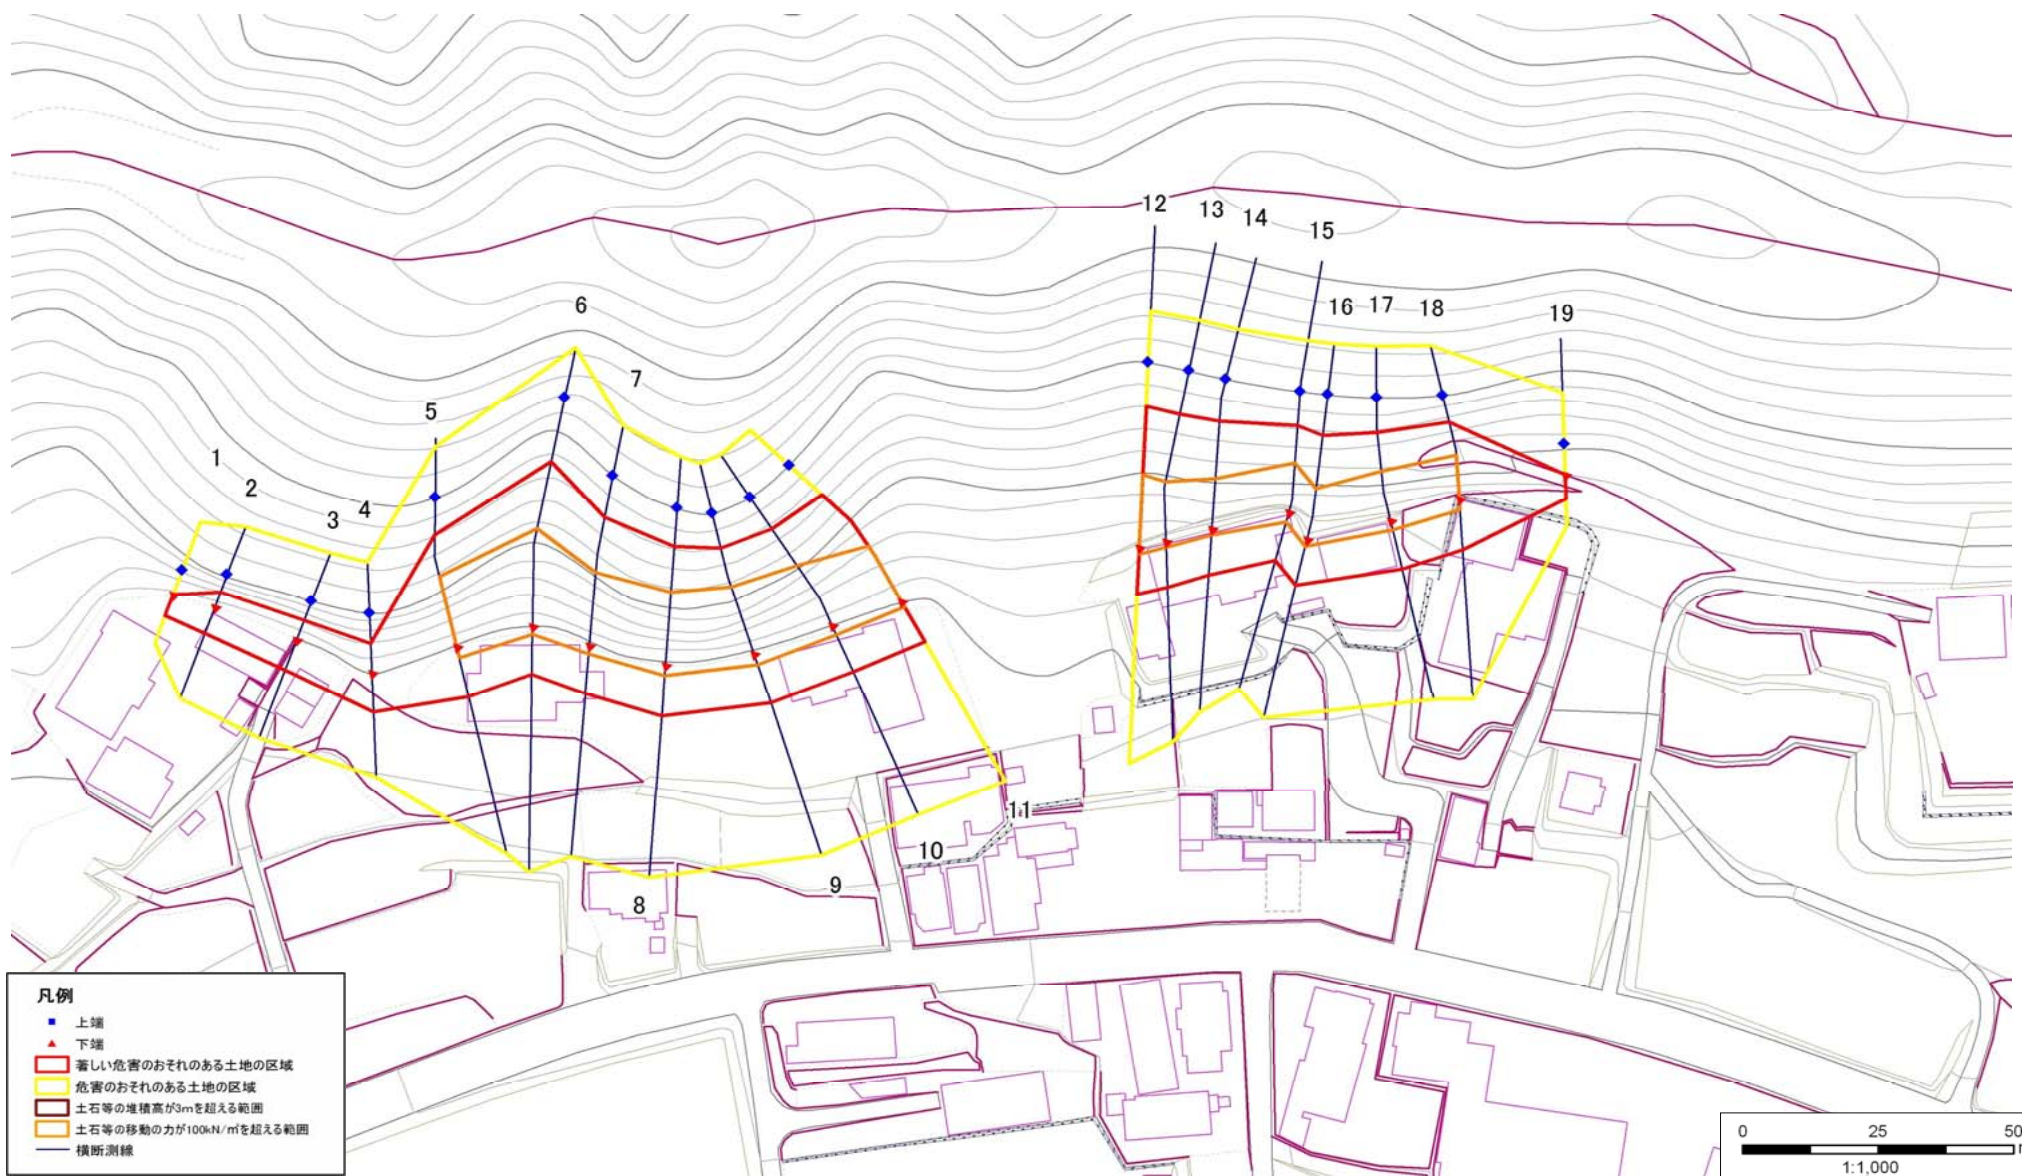 12
13
14
15
6
16
17
18
19
7
5
1
2
3
4
11
10
9
8
凡例
上端
下端
著しい危害のおそれのある土地の区域
危害のおそれのある土地の区域
土石等の堆積高が3mを超える範囲
土石等の移動の力が100kN/㎡を超える範囲
横断測線
0 25 50
1:1,000